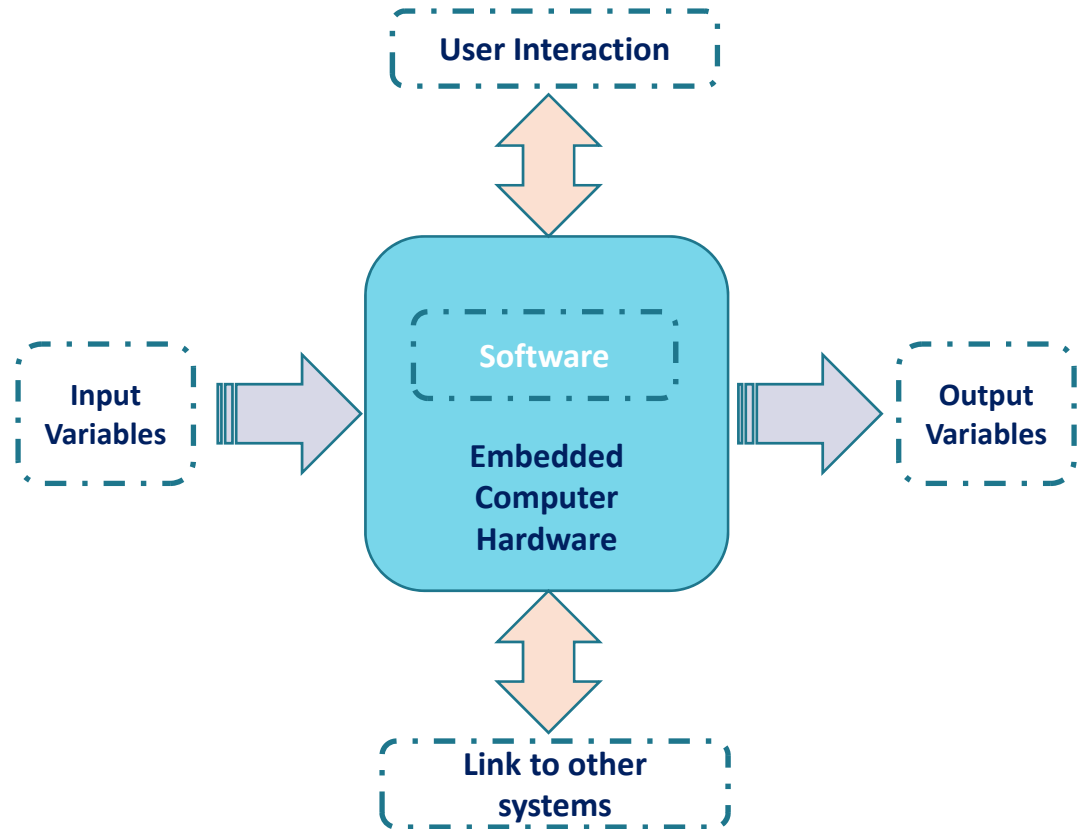 User Interaction
Software
Input
Variables
Embedded
Computer
Hardware
Output
Variables
Link to other
systems